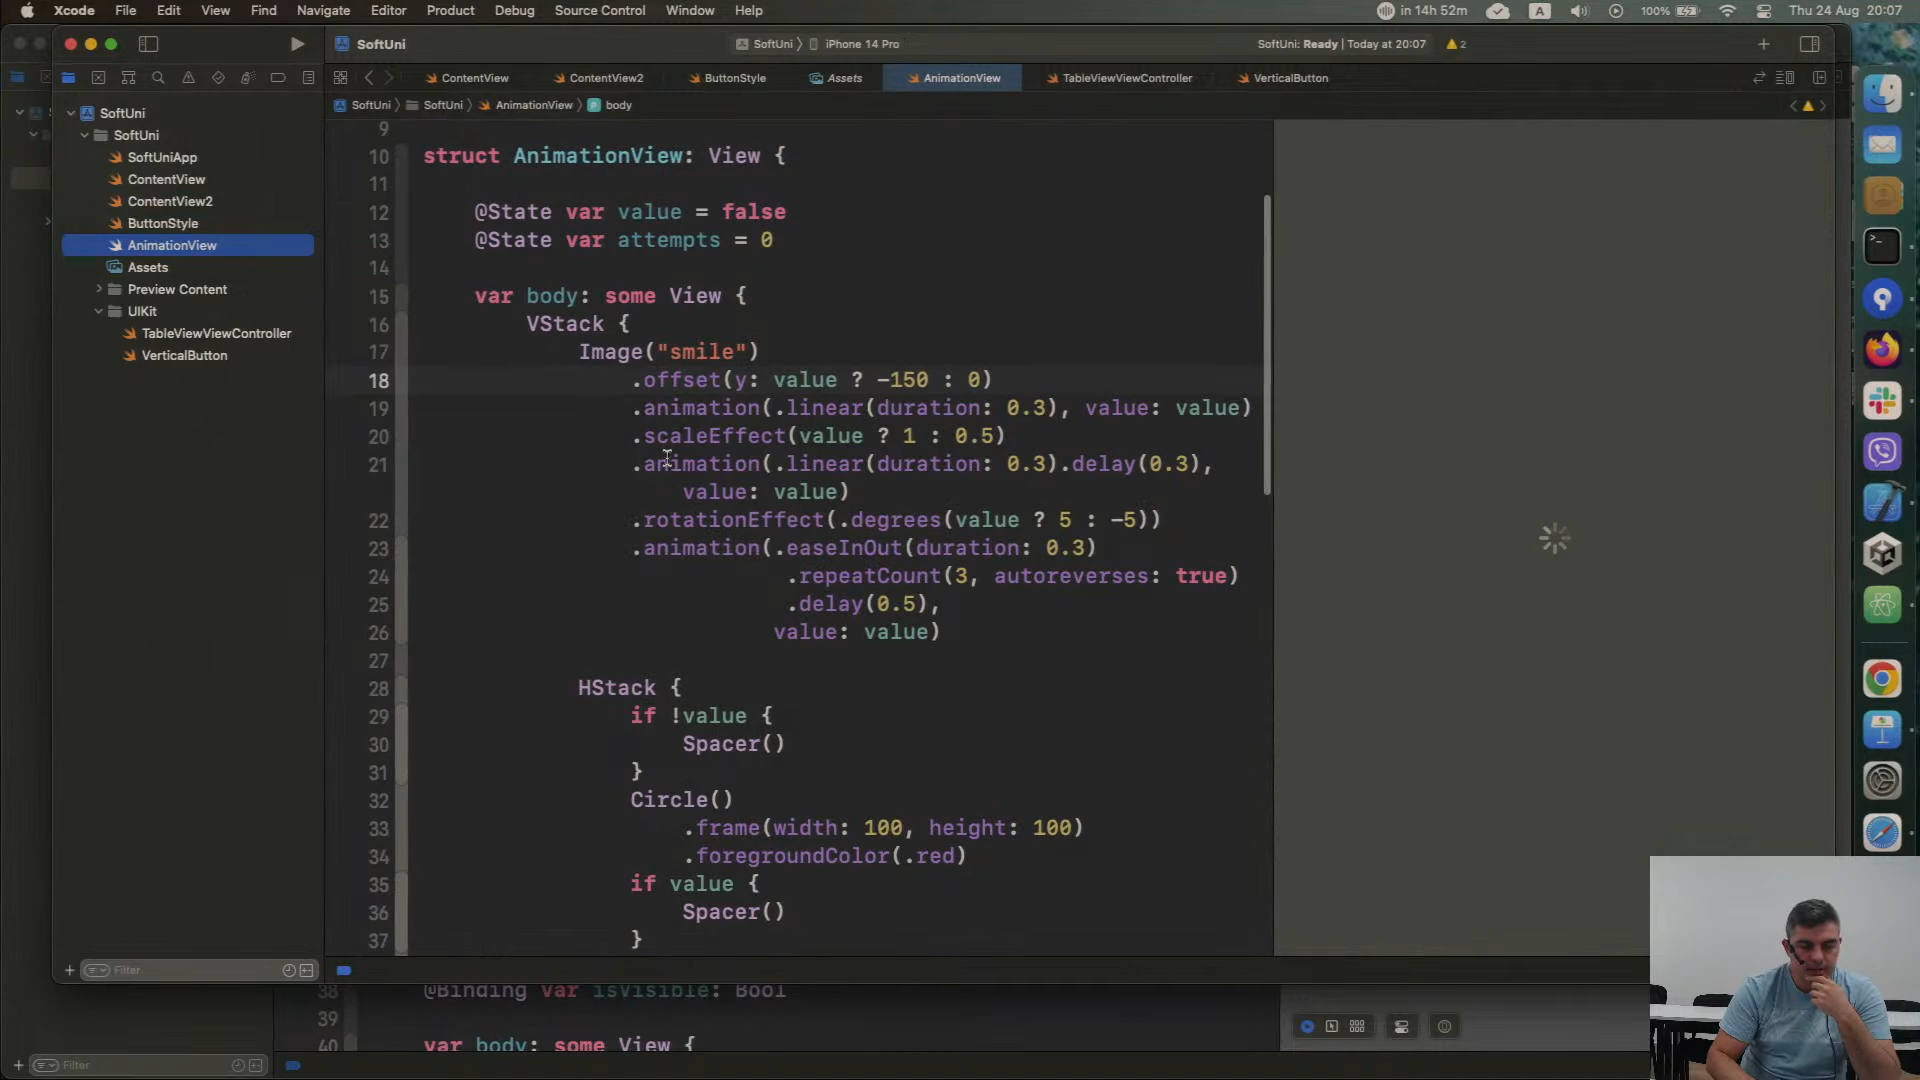 Xcode File Edit View Find Navigate Editor Product Debug Source Control Window Help
in 14h 52m A 100% Thu 24 Aug 20:07
SoftUni
SoftUni iPhone 14 Pro
SoftUni: Ready | Today at 20:07 2
ContentView ContentView2 ButtonStyle Assets AnimationView TableViewViewController VerticalButton
SoftUni SoftUni AnimationView body
SoftUni
SoftUni
SoftUniApp
ContentView
ContentView2
ButtonStyle
AnimationView
Assets
Preview Content
UIKit
TableViewViewController
VerticalButton
9
10 struct AnimationView: View {
11
12 @State var value = false
13 @State var attempts = 0
14
15 var body: some View {
16 VStack {
17 Image("smile")
18 .offset(y: value ? -150 : 0)
19 .animation(.linear(duration: 0.3), value: value)
20 .scaleEffect(value ? 1 : 0.5)
21 .animation(.linear(duration: 0.3).delay(0.3),
value: value)
22 .rotationEffect(.degrees(value ? 5 : -5))
23 .animation(.easeInOut(duration: 0.3)
24 .repeatCount(3, autoreverses: true)
25 .delay(0.5),
26 value: value)
27
28 HStack {
29 if !value {
30 Spacer()
31 }
32 Circle()
33 .frame(width: 100, height: 100)
34 .foregroundColor(.red)
35 if value {
36 Spacer()
37 }
Filter
38 @Binding var isVisible: Bool
39
40 var body: some View {
Filter